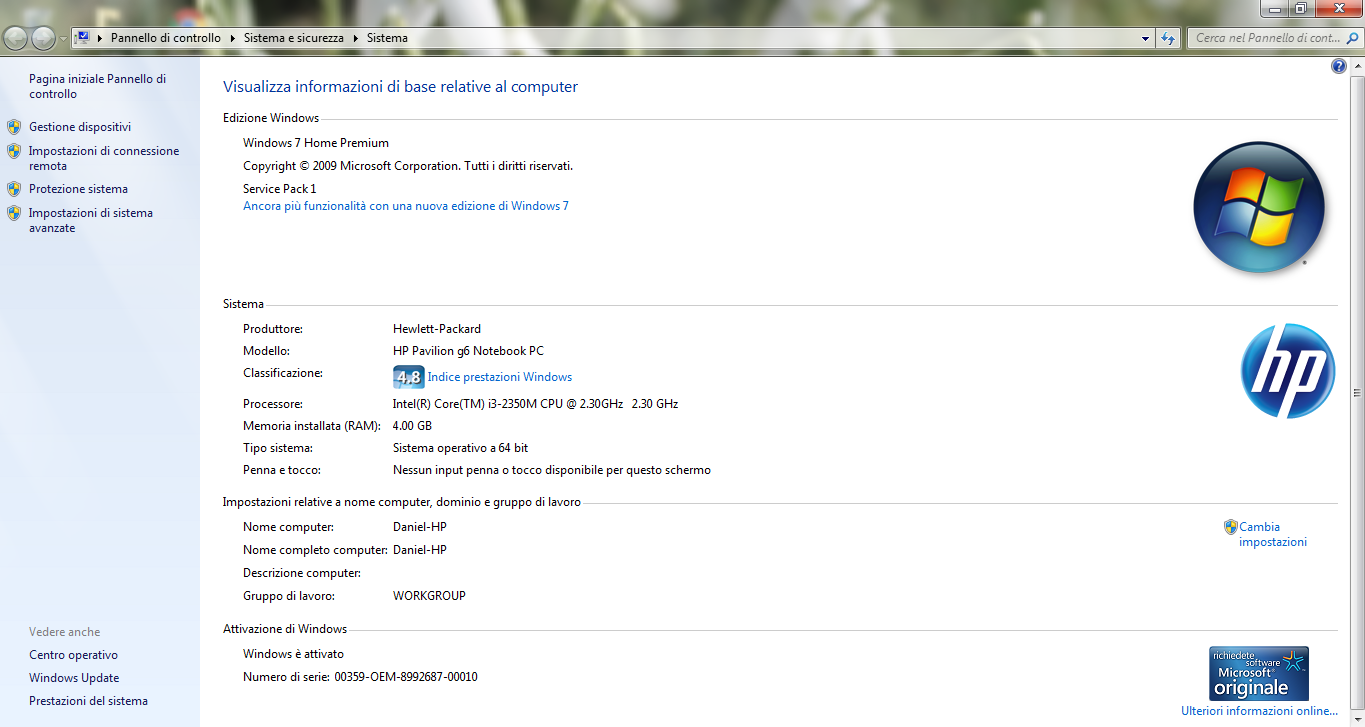 Pannello di controllo Sistema e sicurezza Sistema
Cerca nel Pannello di cont...
Pagina iniziale Pannello di
controllo
Gestione dispositivi
Impostazioni di connessione
remota
Protezione sistema
Impostazioni di sistema
avanzate
Vedere anche
Centro operativo
Windows Update
Prestazioni del sistema
Visualizza informazioni di base relative al computer
Edizione Windows
Windows 7 Home Premium
Copyright © 2009 Microsoft Corporation. Tutti i diritti riservati.
Service Pack 1
Ancora più funzionalità con una nuova edizione di Windows 7
Sistema
Produttore: Hewlett-Packard
Modello: HP Pavilion g6 Notebook PC
Classificazione: 4,8 Indice prestazioni Windows
Processore: Intel(R) Core(TM) i3-2350M CPU @ 2.30GHz 2.30 GHz
Memoria installata (RAM): 4.00 GB
Tipo sistema: Sistema operativo a 64 bit
Penna e tocco: Nessun input penna o tocco disponibile per questo schermo
hp
Impostazioni relative a nome computer, dominio e gruppo di lavoro
Nome computer: Daniel-HP
Nome completo computer: Daniel-HP
Descrizione computer:
Gruppo di lavoro: WORKGROUP
Cambia
impostazioni
Attivazione di Windows
Windows è attivato
Numero di serie: 00359-OEM-8992687-00010
richiedete
software
Microsoft
originale
Ulteriori informazioni online...